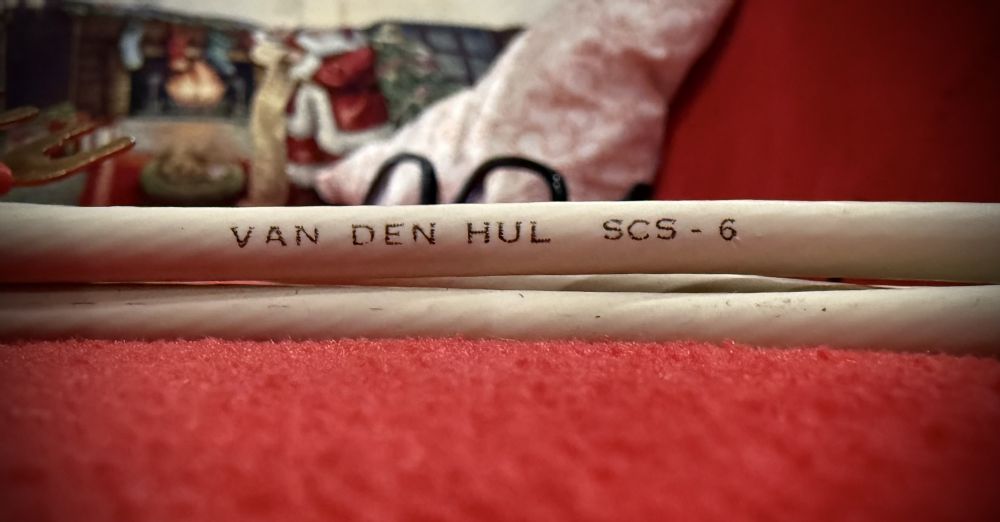 VAN DEN HUL SCS - 6